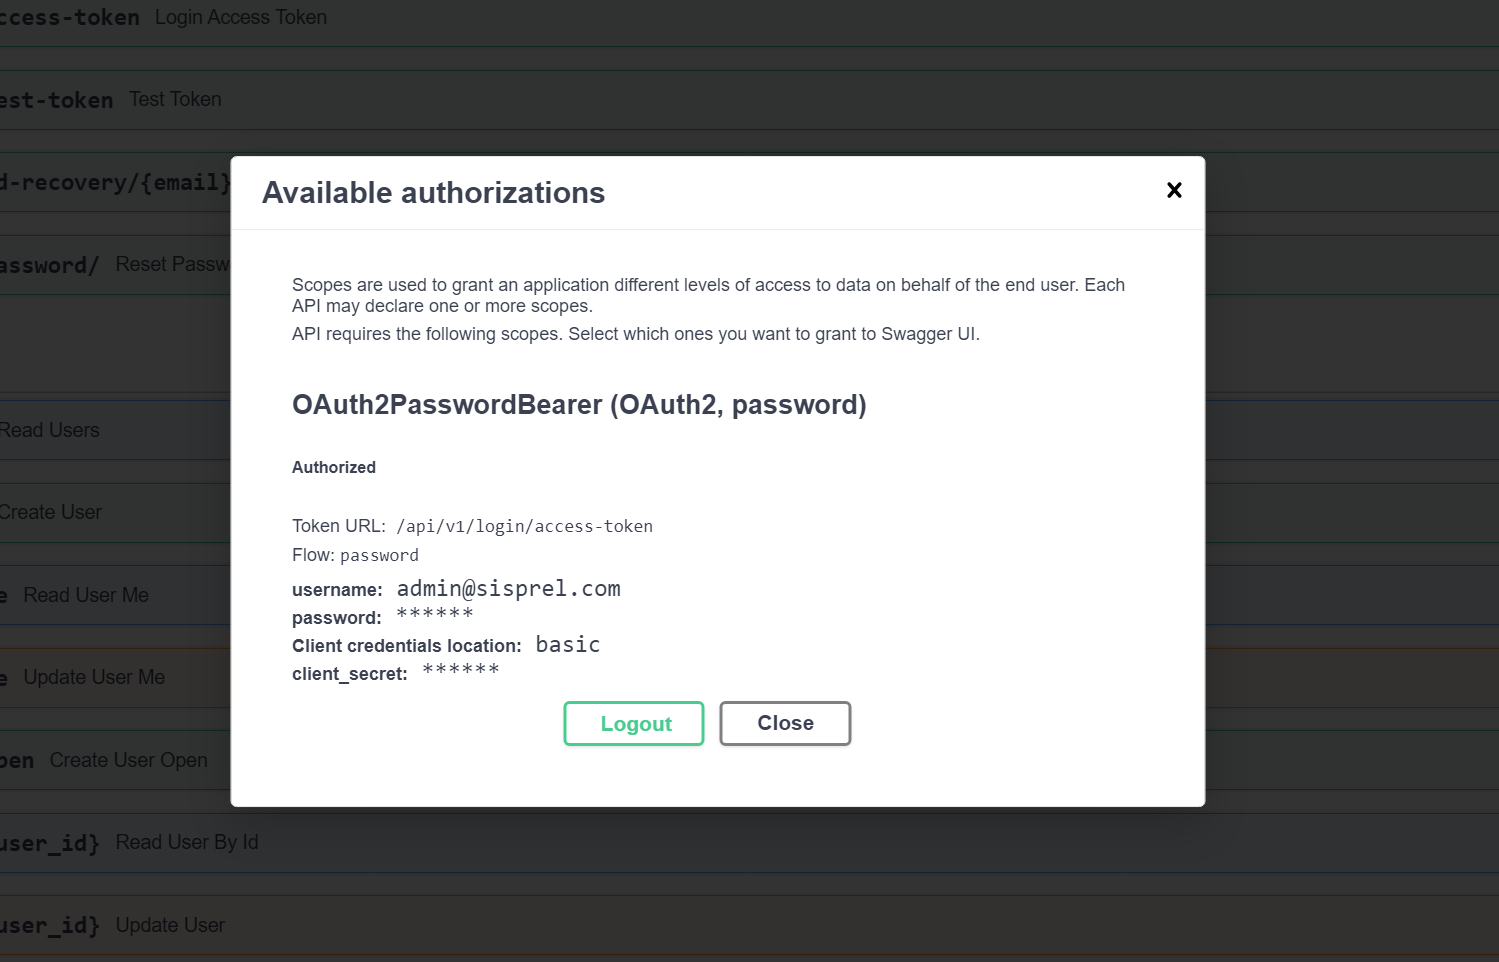 ccess-token Login Access Token
est-token Test Token
d-recovery/{email}
assword/ Reset Passw
Available authorizations
Scopes are used to grant an application different levels of access to data on behalf of the end user. Each
API may declare one or more scopes.
API requires the following scopes. Select which ones you want to grant to Swagger UI.
OAuth2PasswordBearer (OAuth2, password)
Authorized
Token URL: /api/v1/login/access-token
Flow: password
username: admin@sisprel.com
password: ******
Client credentials location: basic
client_secret: ******
Logout Close
Read Users
Create User
e Read User Me
e Update User Me
pen Create User Open
user_id} Read User By Id
user_id} Update User